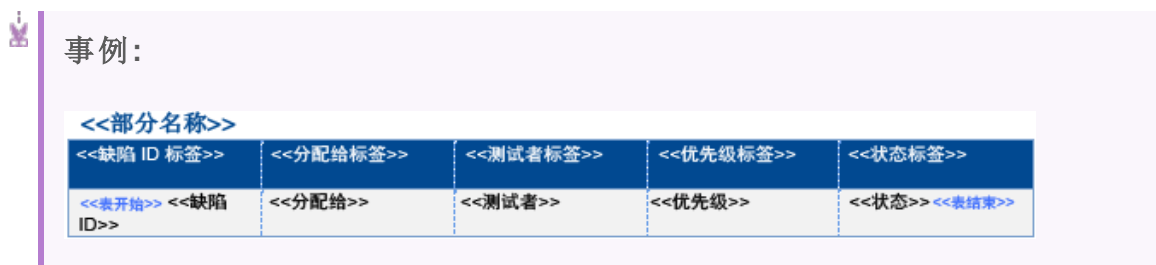 事例:
<<部分名称>>
<<缺陷 ID 标签>> <<分配给标签>> <<测试者标签>> <<优先级标签>> <<状态标签>>
<<表开始>> <<缺陷 <<分配给>> <<测试者>> <<优先级>> <<状态>> <<表结束>>
ID>>